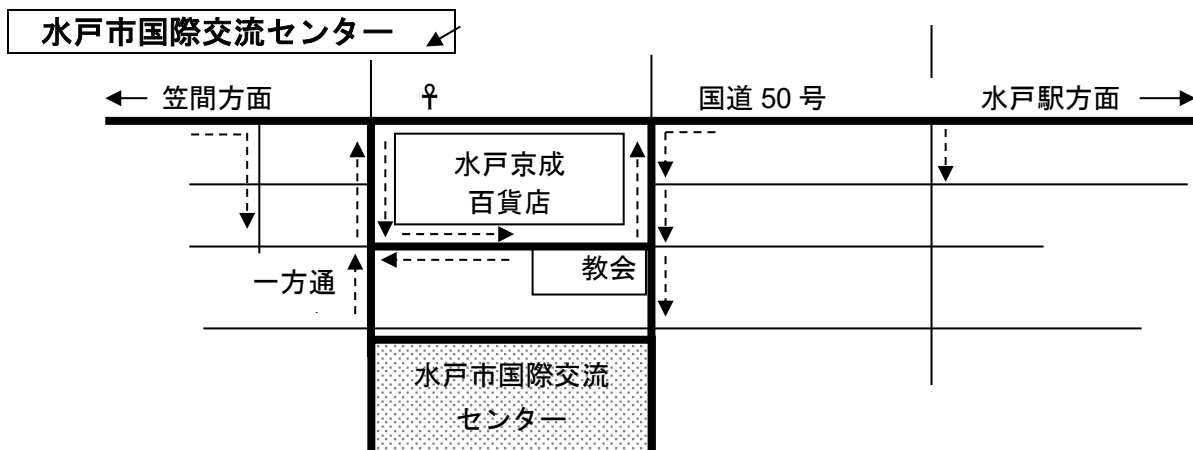 水戸市国際交流センター
笠間方面
国道 50 号
水戸駅方面
水戸京成
百貨店
教会
一方通
水戸市国際交流
センター